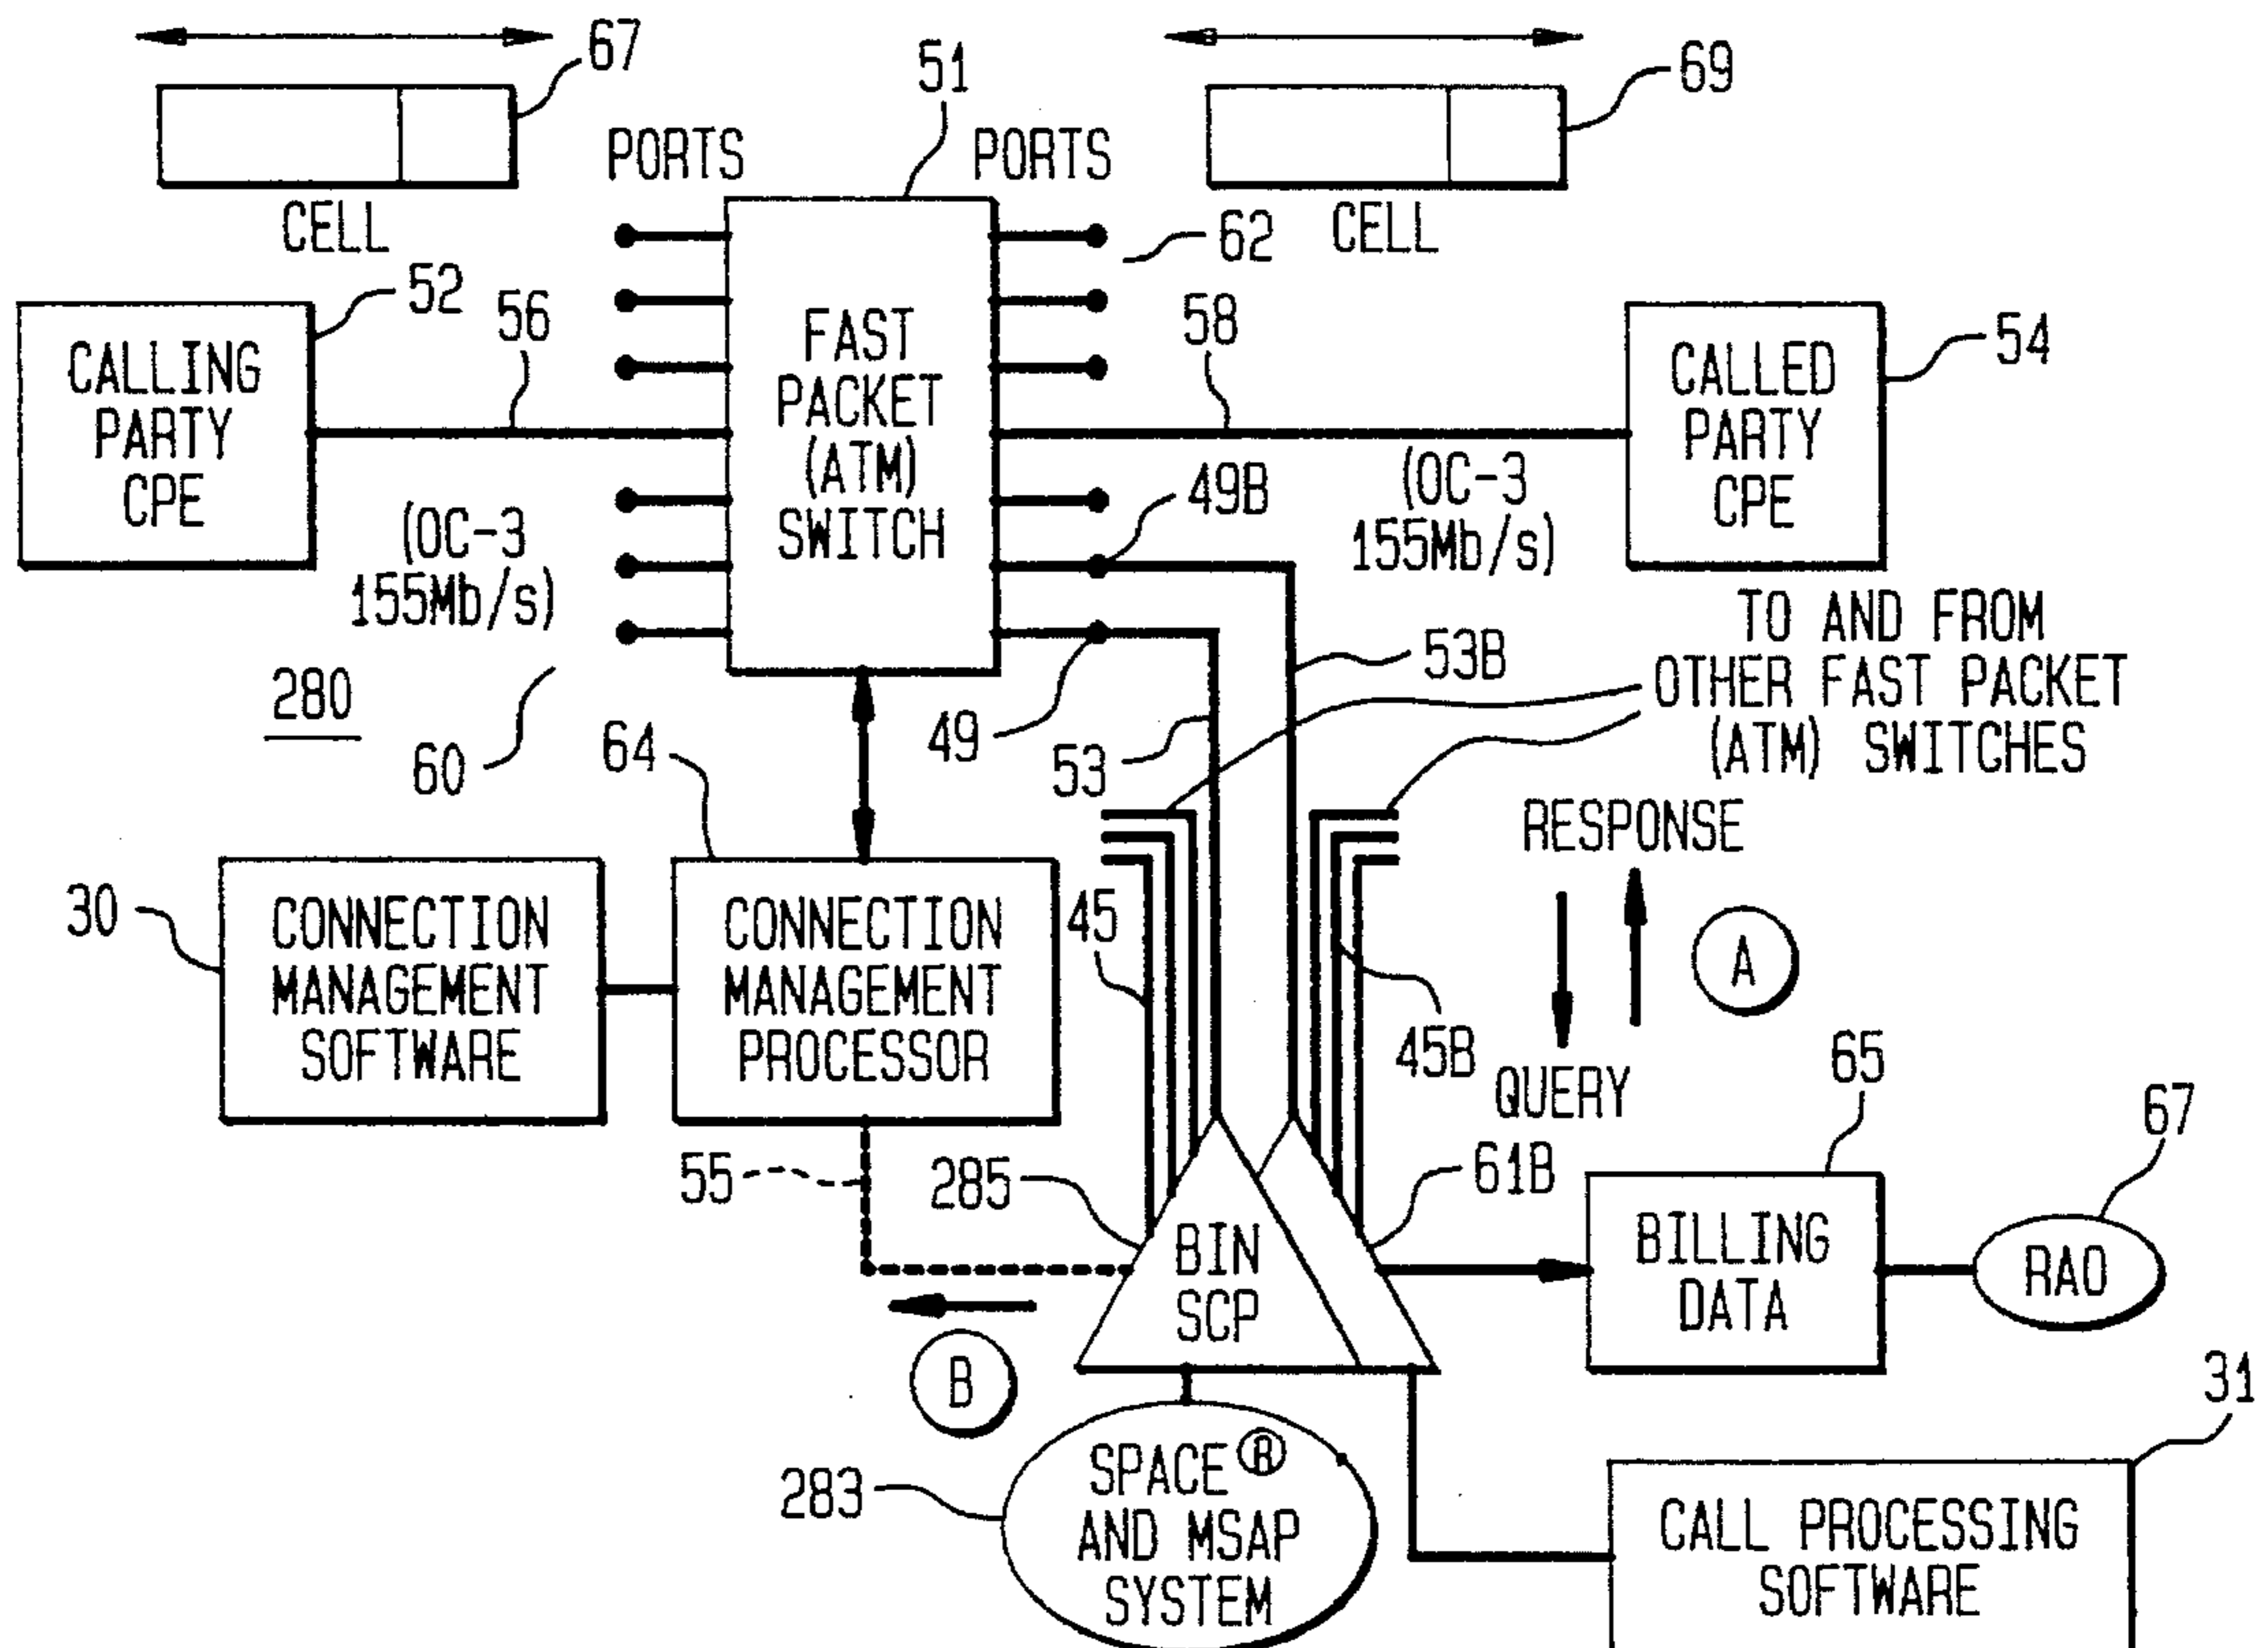 67
51
69
PORTS
PORTS
CELL
62
CELL
52
56
58
54
CALLING
PARTY
CPE
FAST
PACKET
(ATM)
SWITCH
CALLED
PARTY
CPE
49B
(OC-3
155Mb/s)
(OC-3
155Mb/s)
TO AND FROM
OTHER FAST PACKET
(ATM) SWITCHES
280
60
64
49
53
53B
RESPONSE
30
CONNECTION
MANAGEMENT
SOFTWARE
CONNECTION
MANAGEMENT
PROCESSOR
45
A
45B
QUERY
65
67
55
285
61B
BIN
SCP
BILLING
DATA
RAO
B
31
283
SPACE ®
AND MSAP
SYSTEM
CALL PROCESSING
SOFTWARE